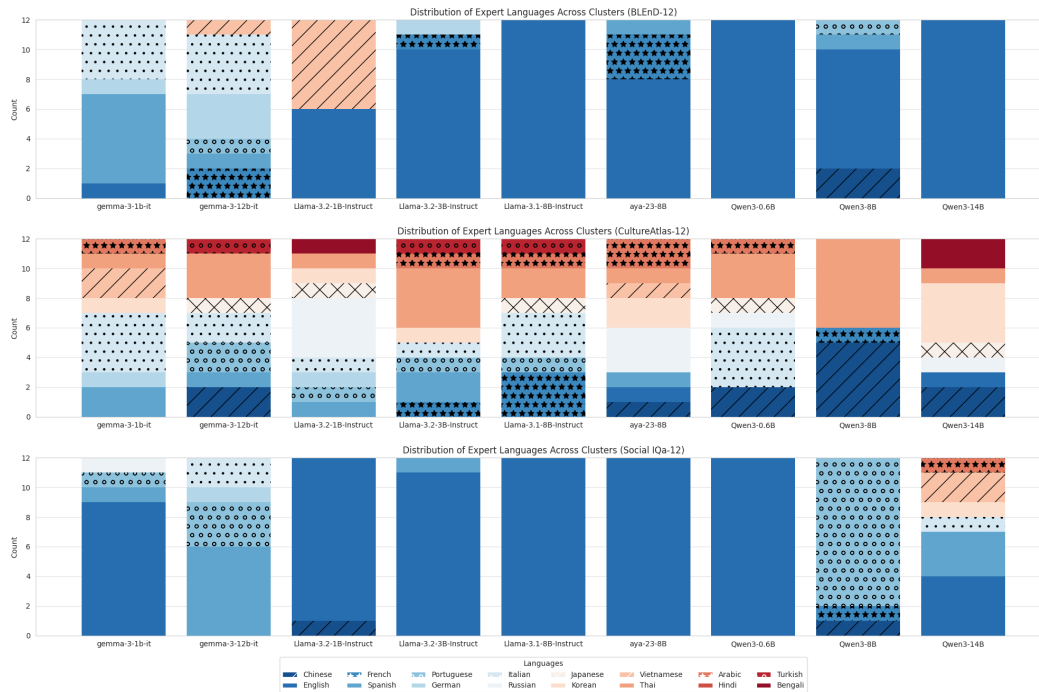 Distribution of Expert Languages Across Clusters (BLEnD-12)
12
10
8
6
4
2
0
Count
gemma-3-1b-it gemma-3-12b-it Llama-3.2-1B-Instruct Llama-3.2-3B-Instruct Llama-3.1-8B-Instruct aya-23-8B Qwen3-0.6B Qwen3-8B Qwen3-14B
Distribution of Expert Languages Across Clusters (CultureAtlas-12)
12
10
8
6
4
2
0
Count
gemma-3-1b-it gemma-3-12b-it Llama-3.2-1B-Instruct Llama-3.2-3B-Instruct Llama-3.1-8B-Instruct aya-23-8B Qwen3-0.6B Qwen3-8B Qwen3-14B
Distribution of Expert Languages Across Clusters (Social IQa-12)
12
10
8
6
4
2
0
Count
gemma-3-1b-it gemma-3-12b-it Llama-3.2-1B-Instruct Llama-3.2-3B-Instruct Llama-3.1-8B-Instruct aya-23-8B Qwen3-0.6B Qwen3-8B Qwen3-14B
Languages
Chinese French Portuguese Italian Japanese Vietnamese Arabic Turkish
English Spanish German Russian Korean Thai Hindi Bengali